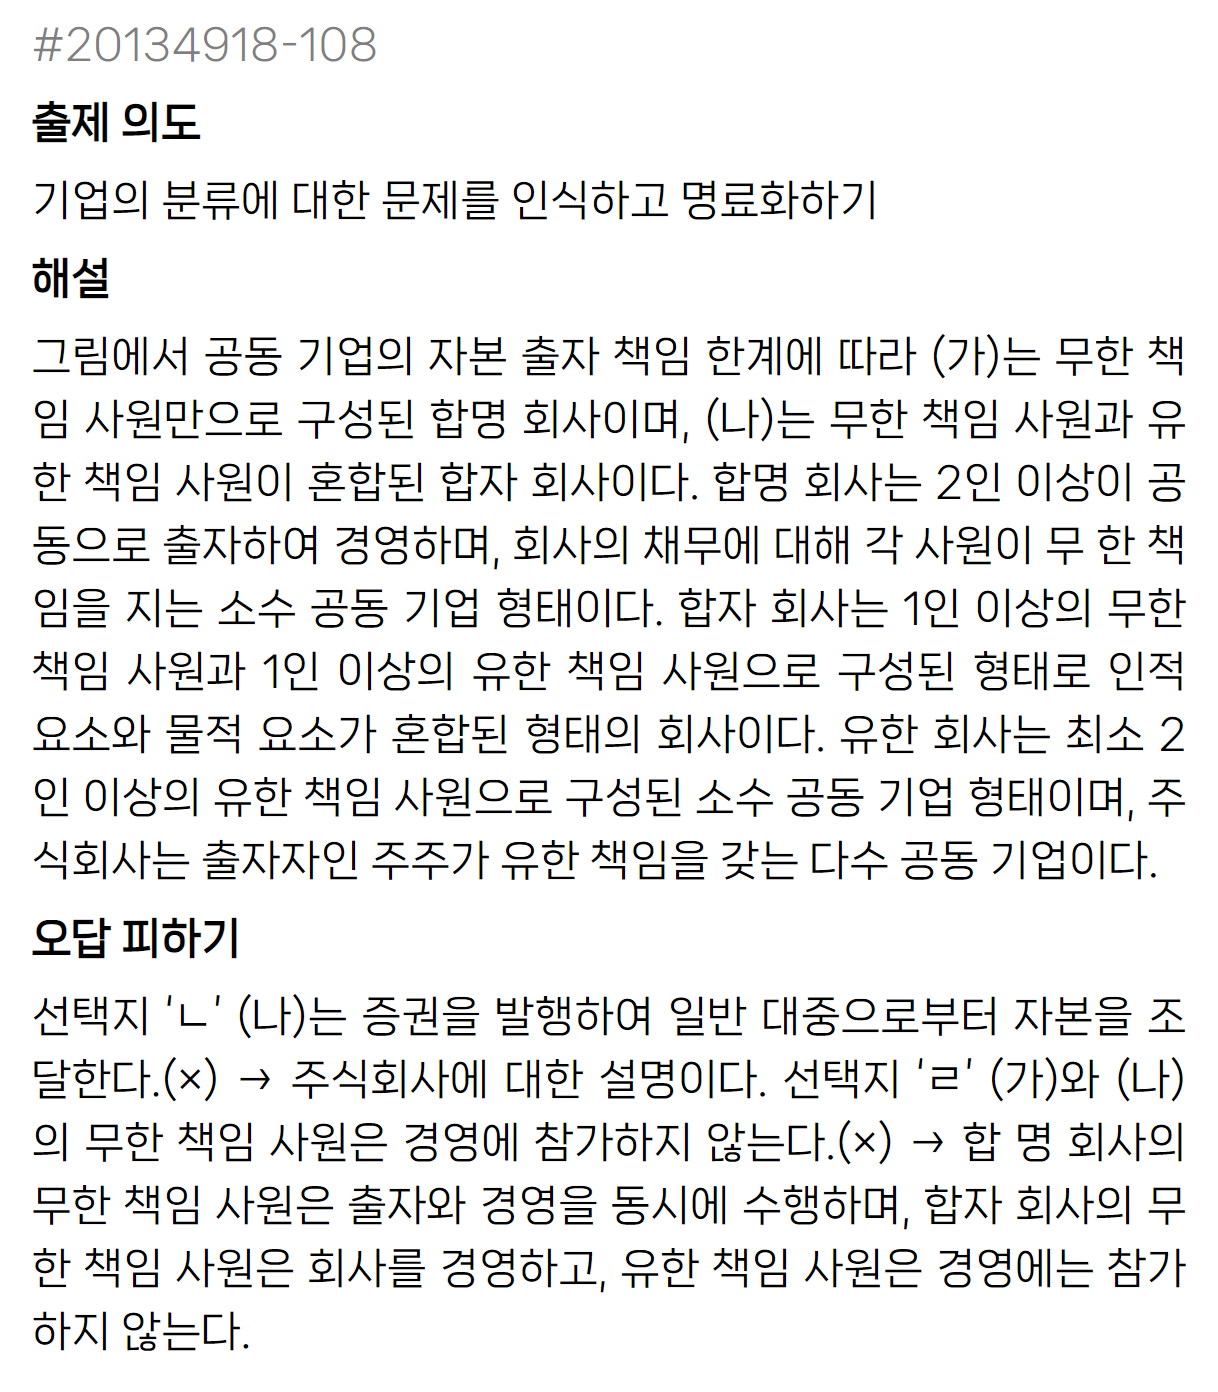 #20134918-108
출제 의도
기업의 분류에 대한 문제를 인식하고 명료화하기
해설
그림에서 공동 기업의 자본 출자 책임 한계에 따라 (가)는 무한 책
임 사원만으로 구성된 합명 회사이며, (나)는 무한 책임 사원과 유
한 책임 사원이 혼합된 합자 회사이다. 합명 회사는 2인 이상이 공
동으로 출자하여 경영하며, 회사의 채무에 대해 각 사원이 무 한 책
임을 지는 소수 공동 기업 형태이다. 합자 회사는 1인 이상의 무한
책임 사원과 1인 이상의 유한 책임 사원으로 구성된 형태로 인적
요소와 물적 요소가 혼합된 형태의 회사이다. 유한 회사는 최소 2
인 이상의 유한 책임 사원으로 구성된 소수 공동 기업 형태이며, 주
식회사는 출자자인 주주가 유한 책임을 갖는 다수 공동 기업이다.
오답 피하기
선택지 ‘ㄴ’ (나)는 증권을 발행하여 일반 대중으로부터 자본을 조
달한다.(×) → 주식회사에 대한 설명이다. 선택지 ‘ㄹ’ (가)와 (나)
의 무한 책임 사원은 경영에 참가하지 않는다.(×) → 합 명 회사의
무한 책임 사원은 출자와 경영을 동시에 수행하며, 합자 회사의 무
한 책임 사원은 회사를 경영하고, 유한 책임 사원은 경영에는 참가
하지 않는다.